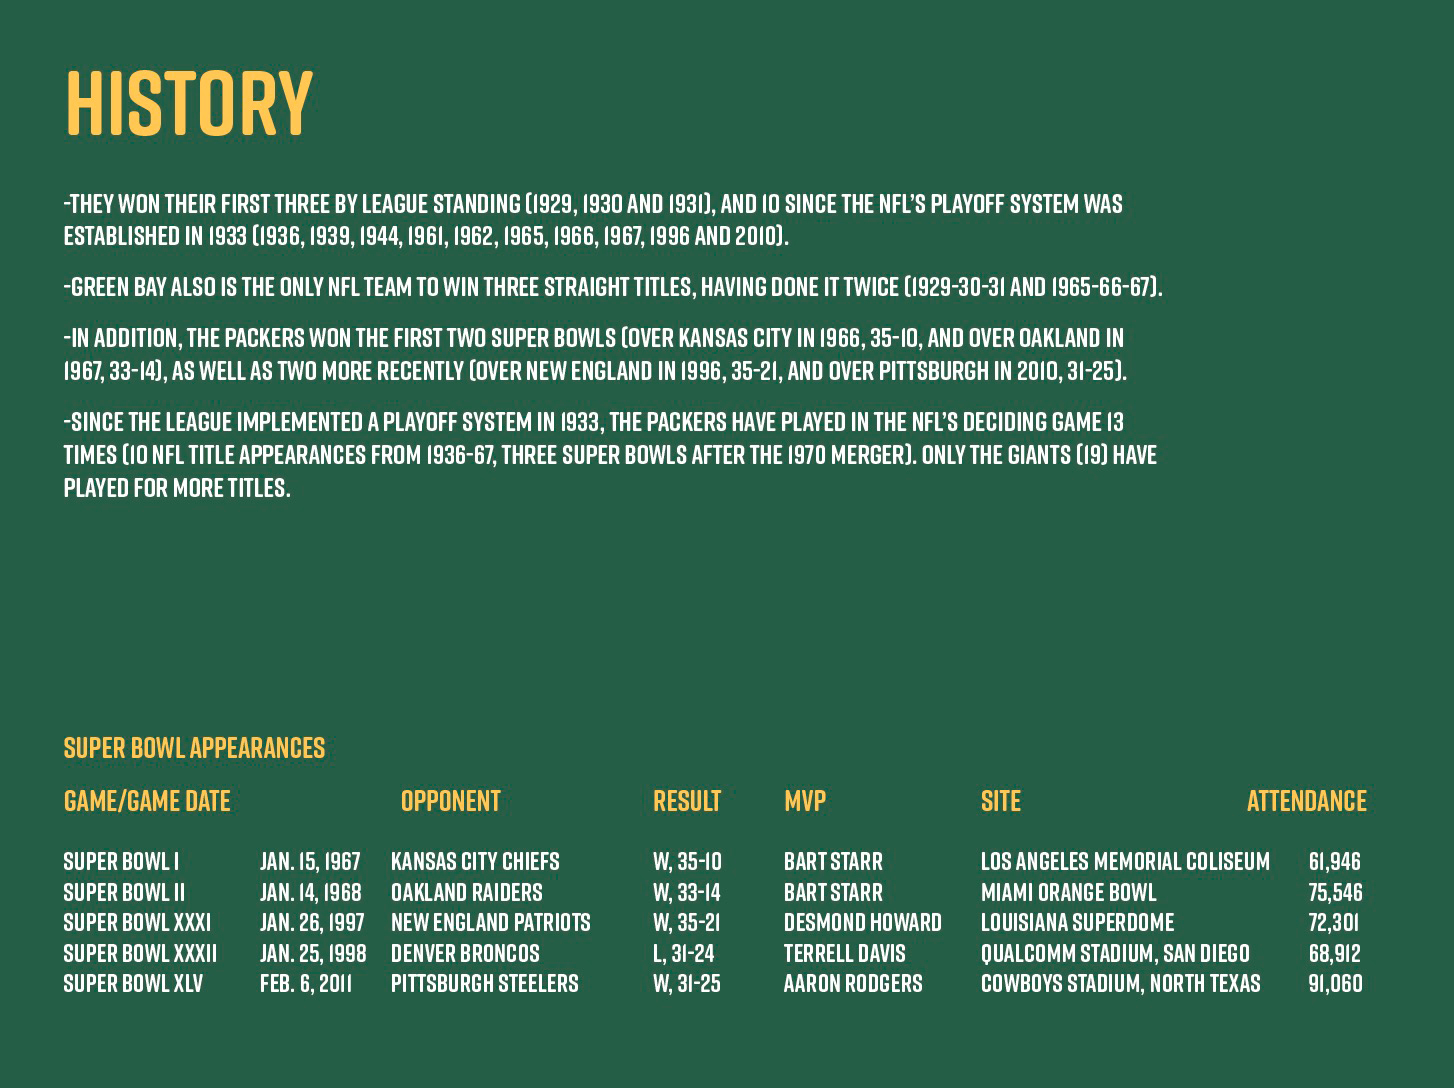 HISTORY
-THEY WON THEIR FIRST THREE BY LEAGUE STANDING (1929, 1930 AND 1931), AND 10 SINCE THE NFL'S PLAYOFF SYSTEM WAS
ESTABLISHED IN 1933 (1936, 1939, 1944, 1961, 1962, 1965, 1966, 1967, 1996 AND 2010).
-GREEN BAY ALSO IS THE ONLY NFL TEAM TO WIN THREE STRAIGHT TITLES, HAVING DONE IT TWICE (1929-30-31 AND 1965-66-67).
-IN ADDITION, THE PACKERS WON THE FIRST TWO SUPER BOWLS (OVER KANSAS CITY IN 1966, 35-10, AND OVER OAKLAND IN
1967, 33-14), AS WELL AS TWO MORE RECENTLY (OVER NEW ENGLAND IN 1996, 35-21, AND OVER PITTSBURGH IN 2010, 31-25).
-SINCE THE LEAGUE IMPLEMENTED A PLAYOFF SYSTEM IN 1933, THE PACKERS HAVE PLAYED IN THE NFL'S DECIDING GAME 13
TIMES (10 NFL TITLE APPEARANCES FROM 1936-67, THREE SUPER BOWLS AFTER THE 1970 MERGER). ONLY THE GIANTS (19) HAVE
PLAYED FOR MORE TITLES.
SUPER BOWL APPEARANCES
GAME/GAME DATE OPPONENT RESULT MVP SITE ATTENDANCE
SUPER BOWL I JAN. 15, 1967 KANSAS CITY CHIEFS W, 35-10 BART STARR LOS ANGELES MEMORIAL COLISEUM 61,946
SUPER BOWL II JAN. 14, 1968 OAKLAND RAIDERS W, 33-14 BART STARR MIAMI ORANGE BOWL 75,546
SUPER BOWL XXXI JAN. 26, 1997 NEW ENGLAND PATRIOTS W, 35-21 DESMOND HOWARD LOUISIANA SUPERDOME 72,301
SUPER BOWL XXXII JAN. 25, 1998 DENVER BRONCOS L, 31-24 TERRELL DAVIS QUALCOMM STADIUM, SAN DIEGO 68,912
SUPER BOWL XLV FEB. 6, 2011 PITTSBURGH STEELERS W, 31-25 AARON RODGERS COWBOYS STADIUM, NORTH TEXAS 91,060